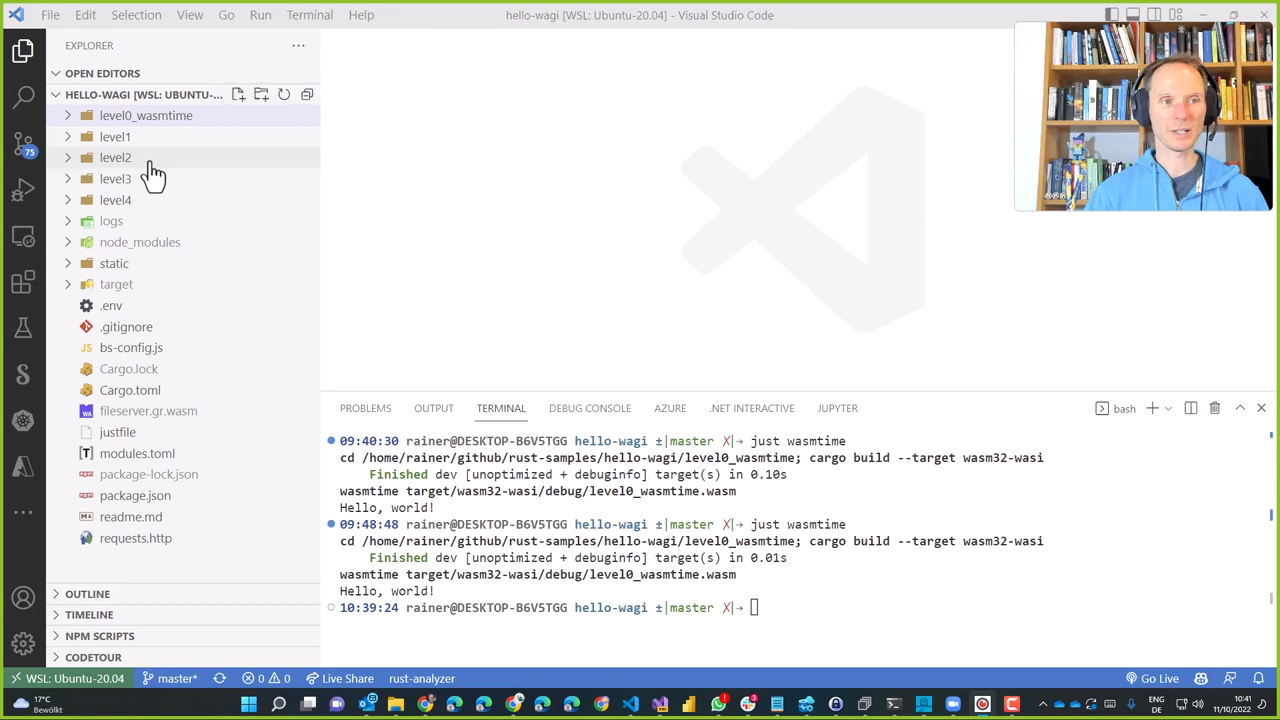 File Edit Selection View Go Run Terminal Help hello-wagi [WSL: Ubuntu-20.04] - Visual Studio Code
EXPLORER
OPEN EDITORS
HELLO-WAGI [WSL: UBUNTU-...
level0_wasmtime
level1
level2
level3
level4
logs
node_modules
static
target
.env
.gitignore
JS bs-config.js
Cargo.lock
Cargo.toml
WA fileserver.gr.wasm
justfile
modules.toml
package-lock.json
package.json
readme.md
requests.http
OUTLINE
TIMELINE
NPM SCRIPTS
CODETOUR
75
PROBLEMS OUTPUT TERMINAL DEBUG CONSOLE AZURE .NET INTERACTIVE JUPYTER bash
09:40:30 rainer@DESKTOP-B6V5TGG hello-wagi ±|master ✗|→ just wasmtime
cd /home/rainer/github/rust-samples/hello-wagi/level0_wasmtime; cargo build --target wasm32-wasi
Finished dev [unoptimized + debuginfo] target(s) in 0.10s
wasmtime target/wasm32-wasi/debug/level0_wasmtime.wasm
Hello, world!
09:48:48 rainer@DESKTOP-B6V5TGG hello-wagi ±|master ✗|→ just wasmtime
cd /home/rainer/github/rust-samples/hello-wagi/level0_wasmtime; cargo build --target wasm32-wasi
Finished dev [unoptimized + debuginfo] target(s) in 0.01s
wasmtime target/wasm32-wasi/debug/level0_wasmtime.wasm
Hello, world!
10:39:24 rainer@DESKTOP-B6V5TGG hello-wagi ±|master ✗|→
WSL: Ubuntu-20.04 master* 0 0 Live Share rust-analyzer Go Live
17°C
Bewölkt
ENG
DE
10:41
11/10/2022